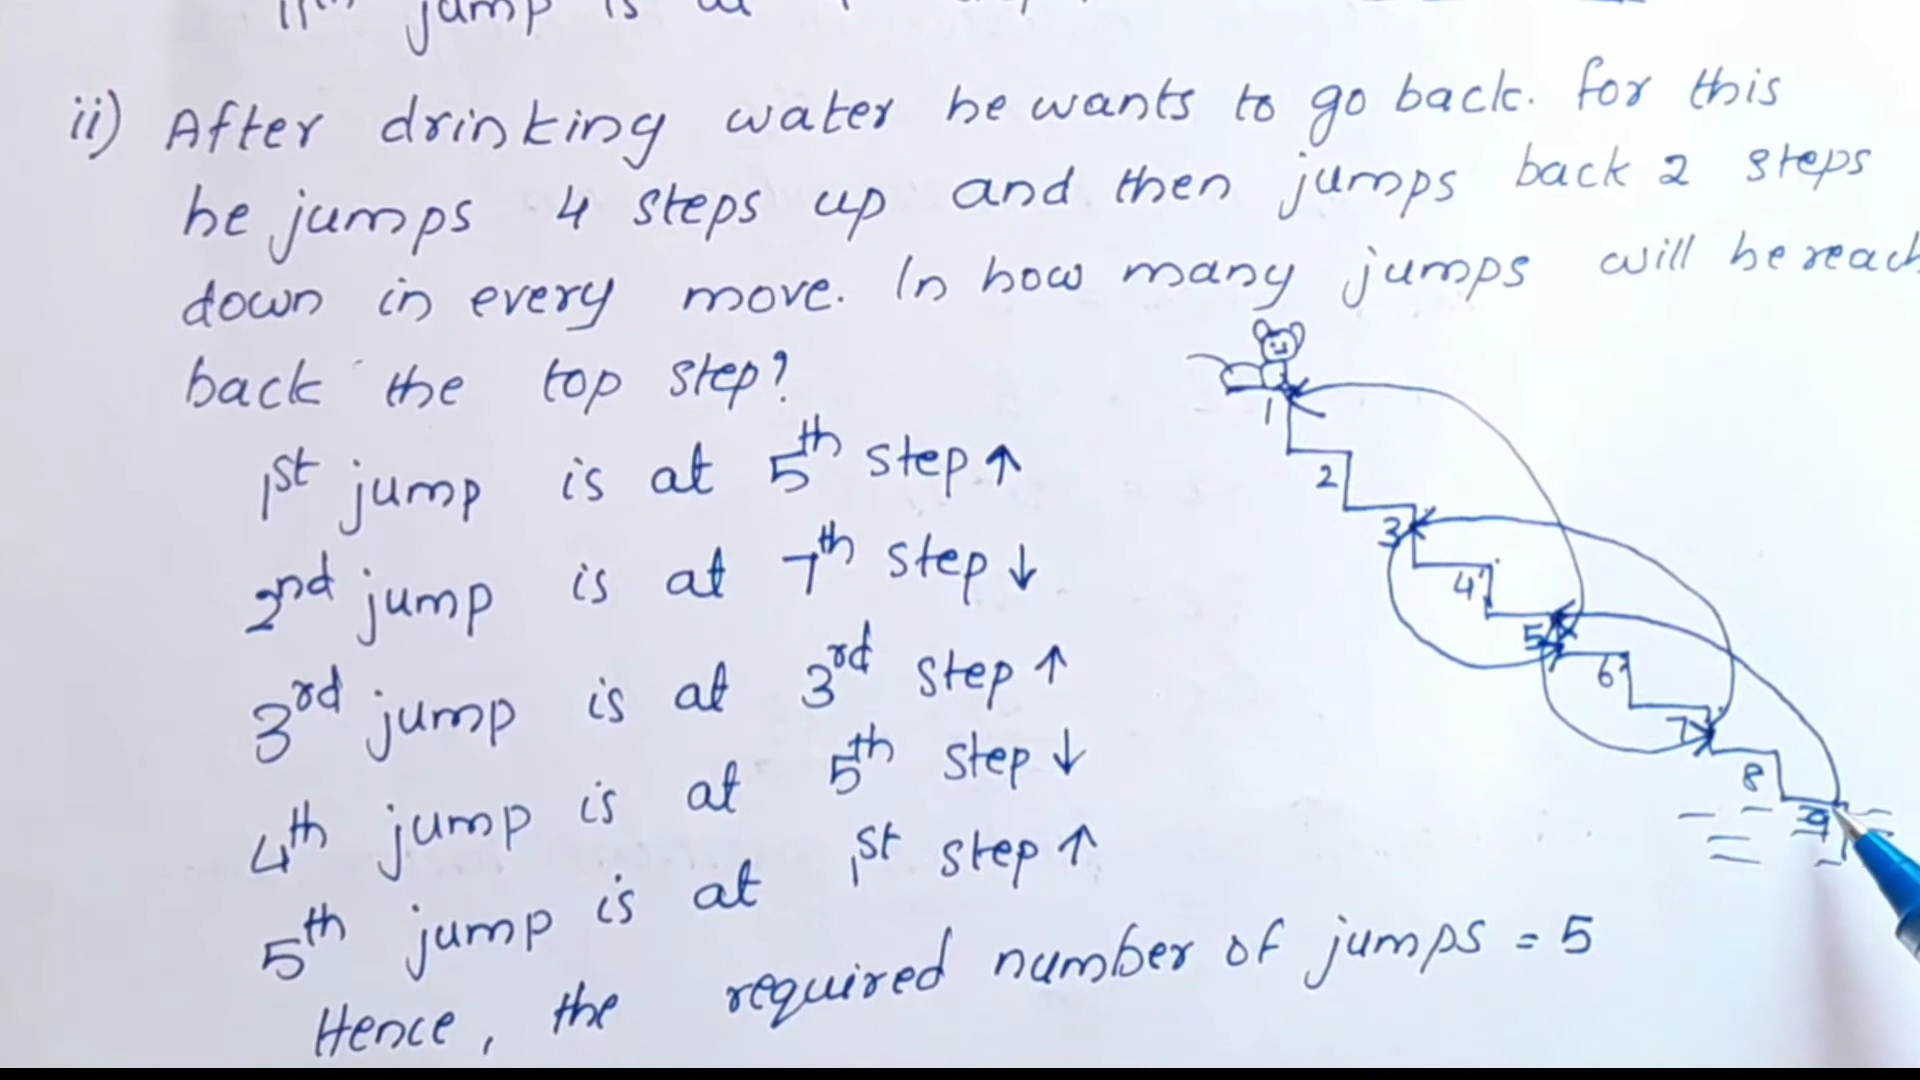 11th jump is at
ii) After drinking water he wants to go back. For this
he jumps 4 steps up and then jumps back 2 steps
down in every move. In how many jumps will he reach
back the top step?
1st jump is at 5th step ↑
2nd jump is at 7th step ↓
3rd jump is at 3rd step ↑
4th jump is at 5th step ↓
5th jump is at 1st step ↑
Hence, the required number of jumps = 5
1
2
3
4
5
6
7
8
9